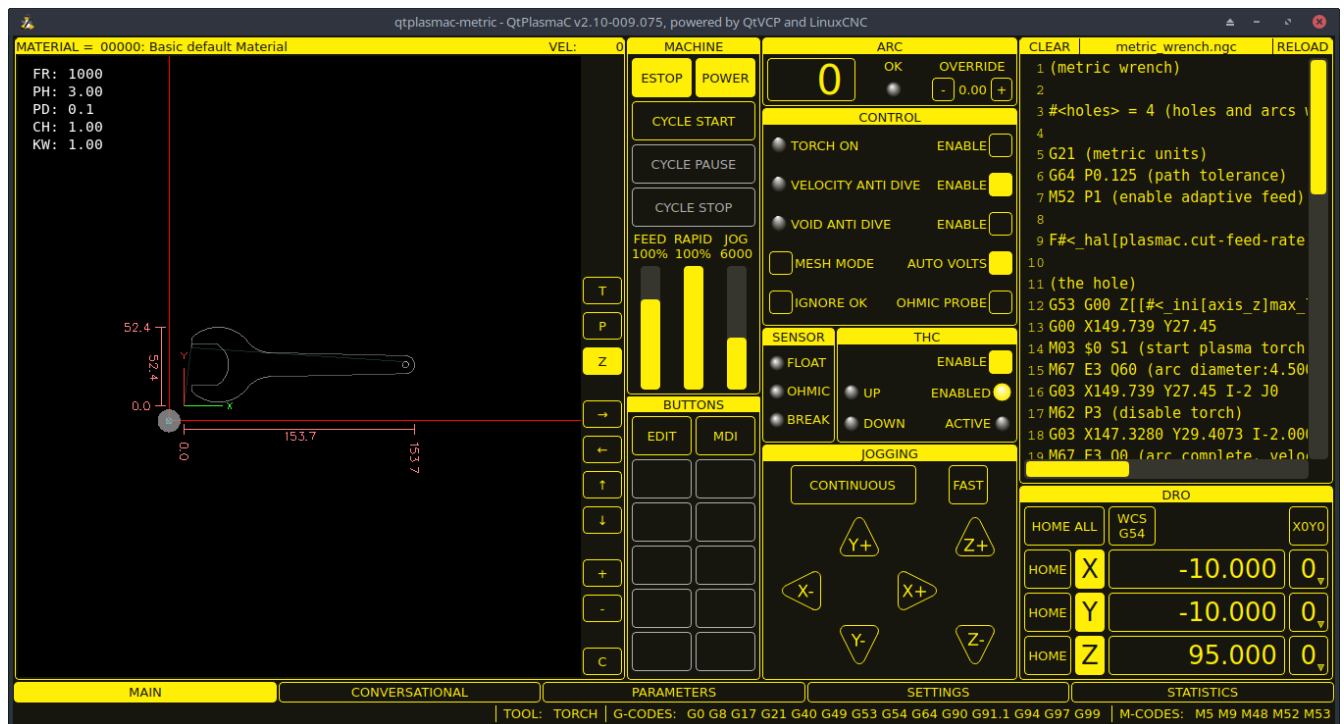 qtplasmac-metric - QtPlasmaC v2.10-009.075, powered by QtVCP and LinuxCNC
MATERIAL = 00000: Basic default Material VEL: 0
FR: 1000
PH: 3.00
PD: 0.1
CH: 1.00
KW: 1.00
52.4
52.4
0.0
Y
X
153.7
0.0
153.7
T
P
Z
→
←
↑
↓
+
-
C
MACHINE
ESTOP POWER
CYCLE START
CYCLE PAUSE
CYCLE STOP
FEED RAPID JOG
100% 100% 6000
BUTTONS
EDIT MDI
ARC
0 OK OVERRIDE
- 0.00 +
CONTROL
TORCH ON ENABLE
VELOCITY ANTI DIVE ENABLE
VOID ANTI DIVE ENABLE
MESH MODE AUTO VOLTS
IGNORE OK OHMIC PROBE
SENSOR
FLOAT
OHMIC
BREAK
THC
ENABLE
UP ENABLED
DOWN ACTIVE
JOGGING
CONTINUOUS FAST
Y+ Z+
X- X+
Y- Z-
CLEAR metric_wrench.ngc RELOAD
1 (metric wrench)
2
3 #<holes> = 4 (holes and arcs
4
5 G21 (metric units)
6 G64 P0.125 (path tolerance)
7 M52 P1 (enable adaptive feed)
8
9 F#<_hal[plasmac.cut-feed-rate
10
11 (the hole)
12 G53 G00 Z[[#<_ini[axis_z]max_
13 G00 X149.739 Y27.45
14 M03 $0 S1 (start plasma torch
15 M67 E3 Q60 (arc diameter:4.500
16 G03 X149.739 Y27.45 I-2 J0
17 M62 P3 (disable torch)
18 G03 X147.3280 Y29.4073 I-2.000
19 M67 E3 Q0 (arc complete, velo
DRO
HOME ALL WCS G54 X0Y0
HOME X -10.000 0
HOME Y -10.000 0
HOME Z 95.000 0
MAIN CONVERSATIONAL PARAMETERS SETTINGS STATISTICS
TOOL: TORCH G-CODES: G0 G8 G17 G21 G40 G49 G53 G54 G64 G90 G91.1 G94 G97 G99 M-CODES: M5 M9 M48 M52 M53